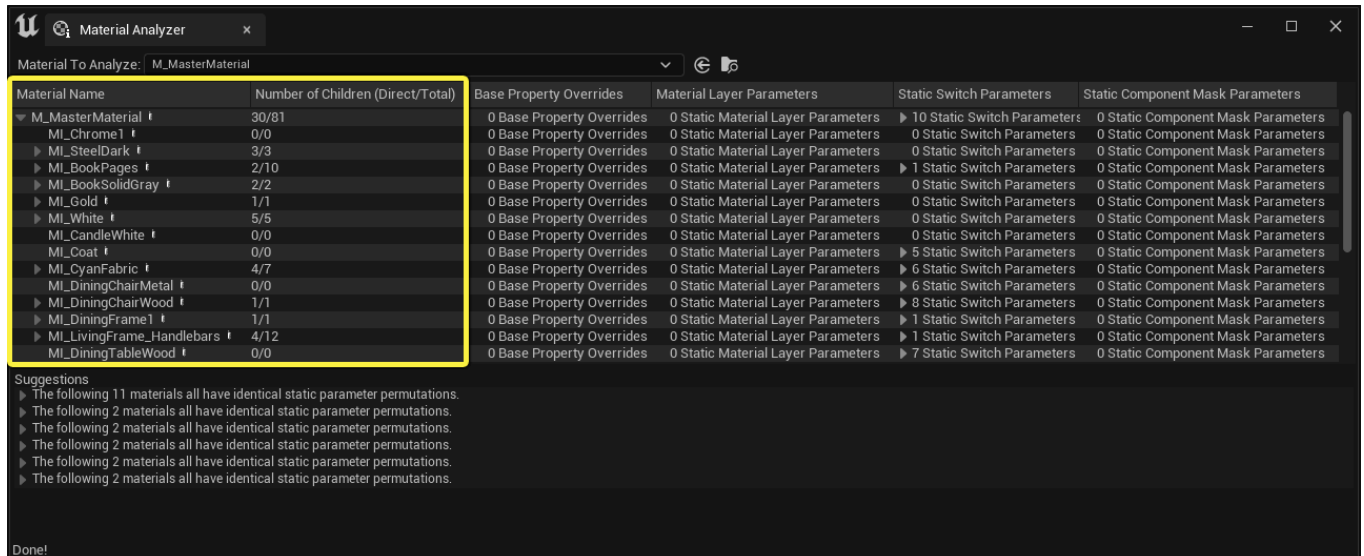 Material Analyzer
Material To Analyze: M_MasterMaterial
Material Name Number of Children (Direct/Total) Base Property Overrides Material Layer Parameters Static Switch Parameters Static Component Mask Parameters
M_MasterMaterial 30/81 0 Base Property Overrides 0 Static Material Layer Parameters 10 Static Switch Parameters 0 Static Component Mask Parameters
MI_Chrome1 0/0 0 Base Property Overrides 0 Static Material Layer Parameters 0 Static Switch Parameters 0 Static Component Mask Parameters
MI_SteelDark 3/3 0 Base Property Overrides 0 Static Material Layer Parameters 0 Static Switch Parameters 0 Static Component Mask Parameters
MI_BookPages 2/10 0 Base Property Overrides 0 Static Material Layer Parameters 1 Static Switch Parameters 0 Static Component Mask Parameters
MI_BookSolidGray 2/2 0 Base Property Overrides 0 Static Material Layer Parameters 0 Static Switch Parameters 0 Static Component Mask Parameters
MI_Gold 1/1 0 Base Property Overrides 0 Static Material Layer Parameters 0 Static Switch Parameters 0 Static Component Mask Parameters
MI_White 5/5 0 Base Property Overrides 0 Static Material Layer Parameters 0 Static Switch Parameters 0 Static Component Mask Parameters
MI_CandleWhite 0/0 0 Base Property Overrides 0 Static Material Layer Parameters 0 Static Switch Parameters 0 Static Component Mask Parameters
MI_Coat 0/0 0 Base Property Overrides 0 Static Material Layer Parameters 5 Static Switch Parameters 0 Static Component Mask Parameters
MI_CyanFabric 4/7 0 Base Property Overrides 0 Static Material Layer Parameters 6 Static Switch Parameters 0 Static Component Mask Parameters
MI_DiningChairMetal 0/0 0 Base Property Overrides 0 Static Material Layer Parameters 6 Static Switch Parameters 0 Static Component Mask Parameters
MI_DiningChairWood 1/1 0 Base Property Overrides 0 Static Material Layer Parameters 8 Static Switch Parameters 0 Static Component Mask Parameters
MI_DiningFrame1 1/1 0 Base Property Overrides 0 Static Material Layer Parameters 1 Static Switch Parameters 0 Static Component Mask Parameters
MI_LivingFrame_Handlebars 4/12 0 Base Property Overrides 0 Static Material Layer Parameters 1 Static Switch Parameters 0 Static Component Mask Parameters
MI_DiningTableWood 0/0 0 Base Property Overrides 0 Static Material Layer Parameters 7 Static Switch Parameters 0 Static Component Mask Parameters
Suggestions
The following 11 materials all have identical static parameter permutations.
The following 2 materials all have identical static parameter permutations.
The following 2 materials all have identical static parameter permutations.
The following 2 materials all have identical static parameter permutations.
The following 2 materials all have identical static parameter permutations.
The following 2 materials all have identical static parameter permutations.
Done!